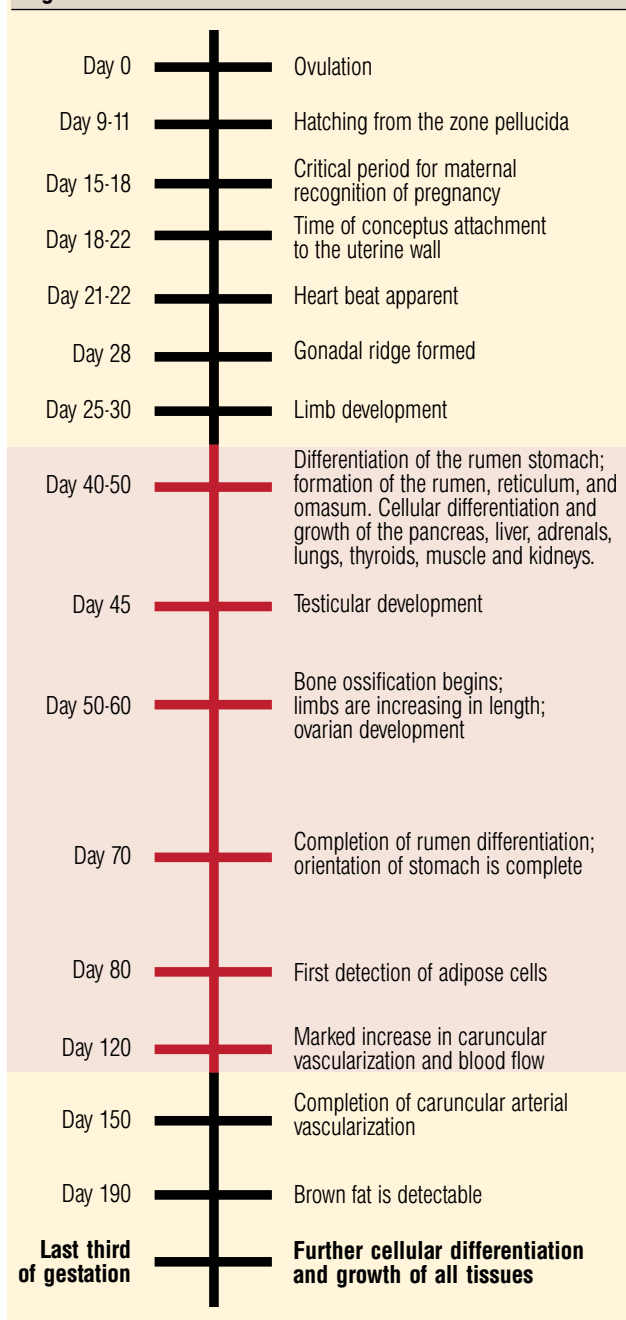 Day 0 Ovulation
Day 9-11 Hatching from the zone pellucida
Day 15-18 Critical period for maternal
recognition of pregnancy
Day 18-22 Time of conceptus attachment
to the uterine wall
Day 21-22 Heart beat apparent
Day 28 Gonadal ridge formed
Day 25-30 Limb development
Day 40-50 Differentiation of the rumen stomach;
formation of the rumen, reticulum, and
omasum. Cellular differentiation and
growth of the pancreas, liver, adrenals,
lungs, thyroids, muscle and kidneys.
Day 45 Testicular development
Day 50-60 Bone ossification begins;
limbs are increasing in length;
ovarian development
Day 70 Completion of rumen differentiation;
orientation of stomach is complete
Day 80 First detection of adipose cells
Day 120 Marked increase in caruncular
vascularization and blood flow
Day 150 Completion of caruncular arterial
vascularization
Day 190 Brown fat is detectable
Last third Further cellular differentiation
of gestation and growth of all tissues